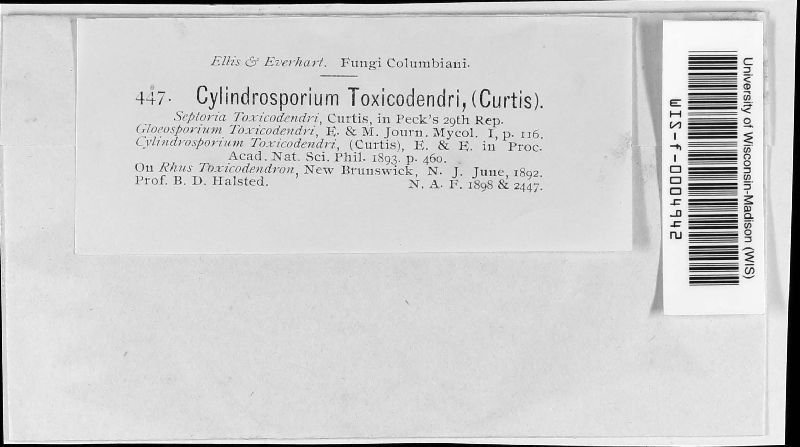 Ellis & Everhart. Fungi Columbiani.
447. Cylindrosporium Toxicodendri, (Curtis).
Septoria Toxicodendri, Curtis, in Peck's 29th Rep.
Gloeosporium Toxicodendri, E. & M. Journ. Mycol. I, p. 116.
Cylindrosporium Toxicodendri, (Curtis), E. & E. in Proc.
Acad. Nat. Sci. Phil. 1893. p. 460.
On Rhus Toxicodendron, New Brunswick, N. J. June, 1892.
Prof. B. D. Halsted. N. A. F. 1898 & 2447.
University of Wisconsin-Madison (WIS)
WIS-f-0004942